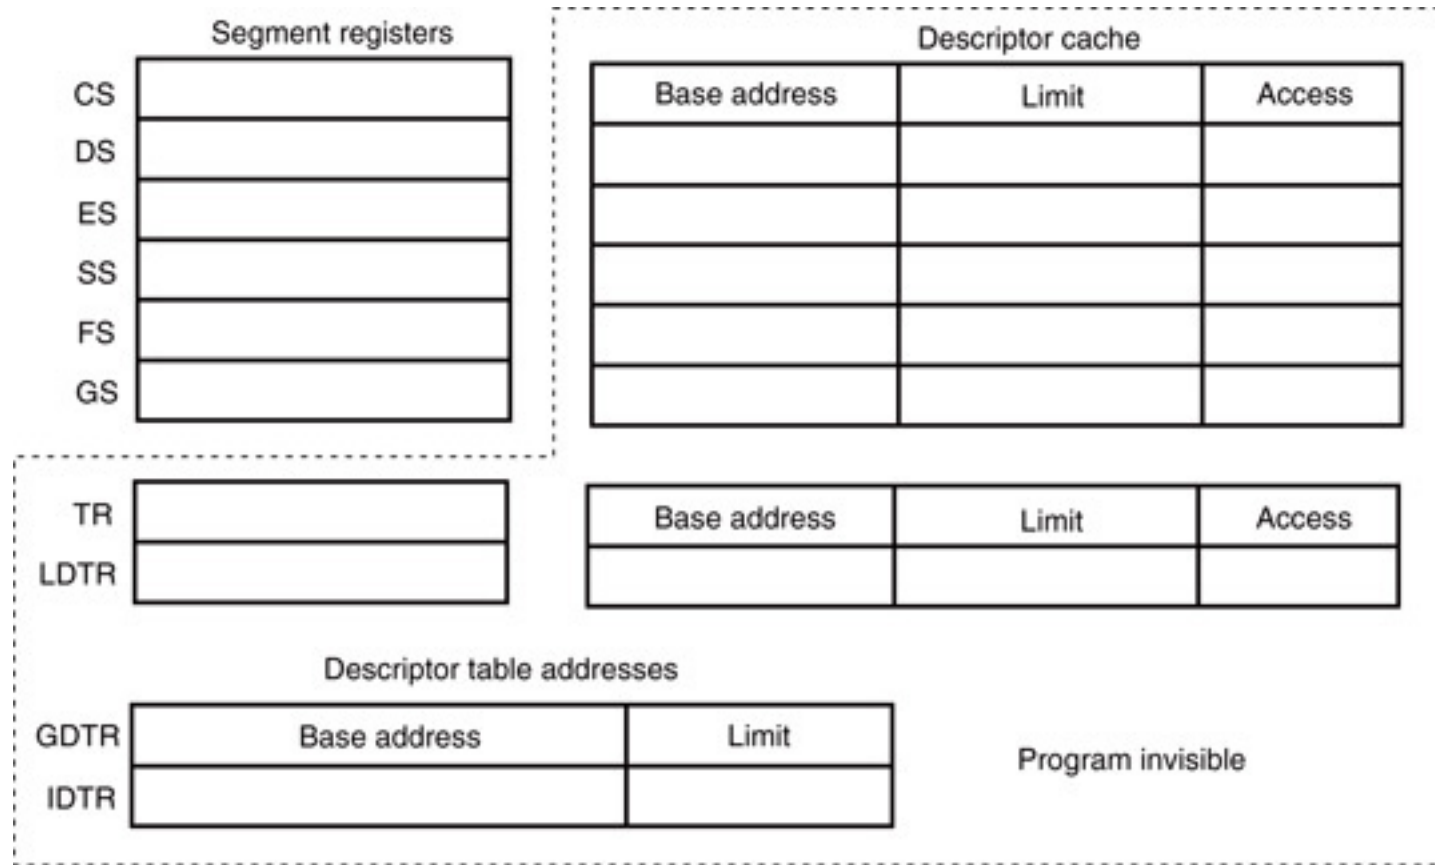 Segment registers
Descriptor cache
CS
Base address Limit Access
DS
ES
SS
FS
GS
TR
Base address Limit Access
LDTR
Descriptor table addresses
GDTR Base address Limit
Program invisible
IDTR